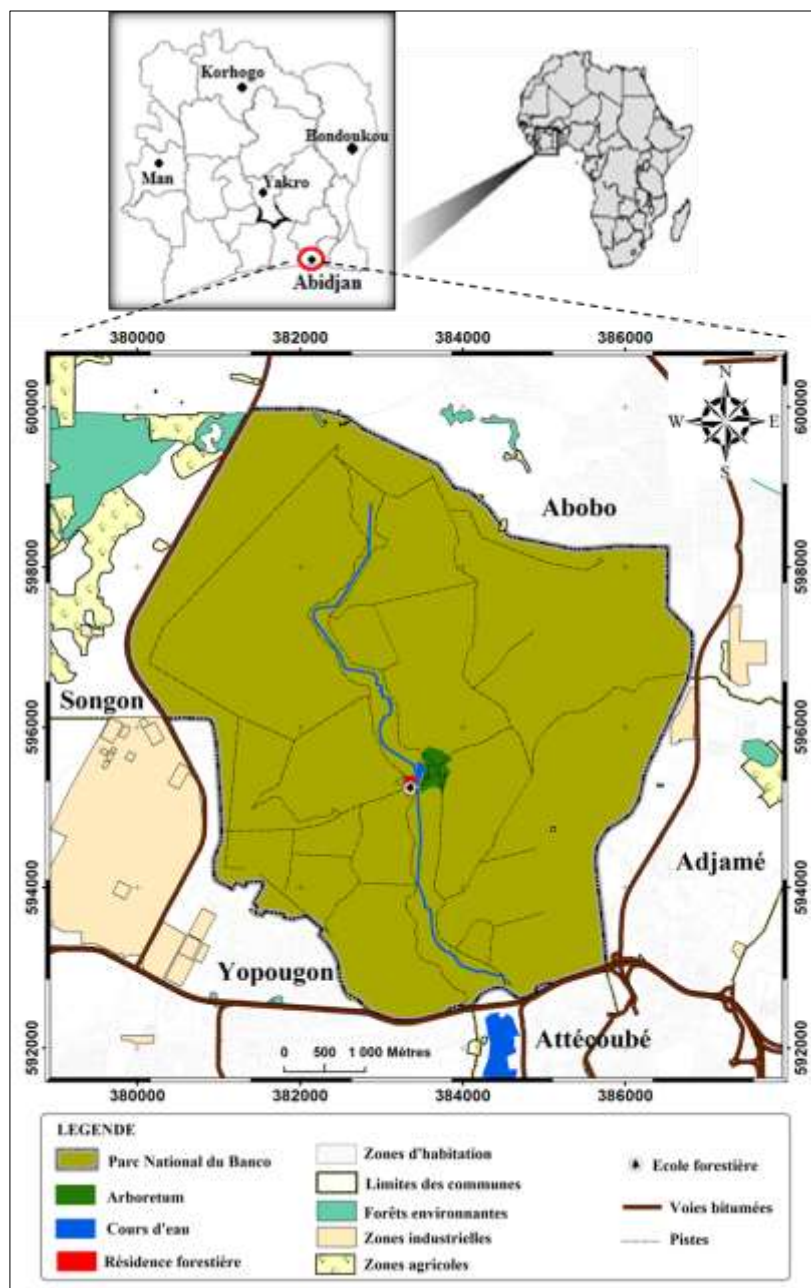 Korhogo
Bondoukou
Man
Yakro
Abidjan
380000 382000 384000 386000
600000
600000
N
W E
S
Abobo
598000
598000
Songon
596000
596000
Adjamé
594000
594000
Yopougon
Attécoubé
592000
592000
0 500 1 000 Mètres
380000 382000 384000 386000
LEGENDE
Parc National du Banco
Arboretum
Cours d'eau
Résidence forestière
Zones d'habitation
Limites des communes
Forêts environnantes
Zones industrielles
Zones agricoles
Ecole forestière
Voies bitumées
Pistes